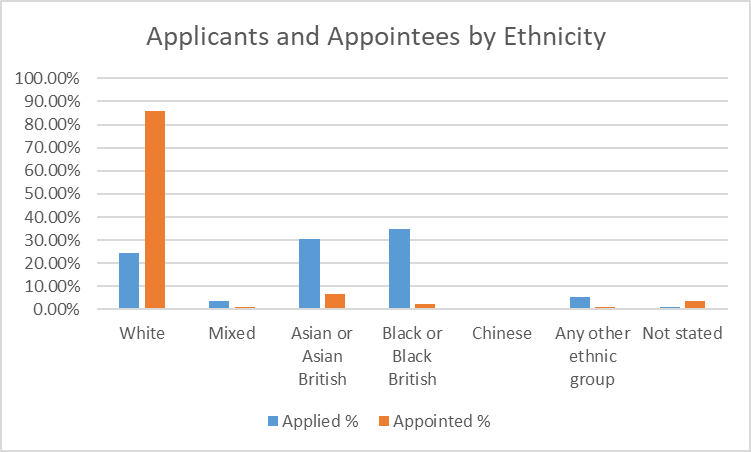 Applicants and Appointees by Ethnicity
100.00%
90.00%
80.00%
70.00%
60.00%
50.00%
40.00%
30.00%
20.00%
10.00%
0.00%
White
Mixed
Asian or
Asian
British
Black or
Black
British
Chinese
Any other
ethnic
group
Not stated
Applied %
Appointed %